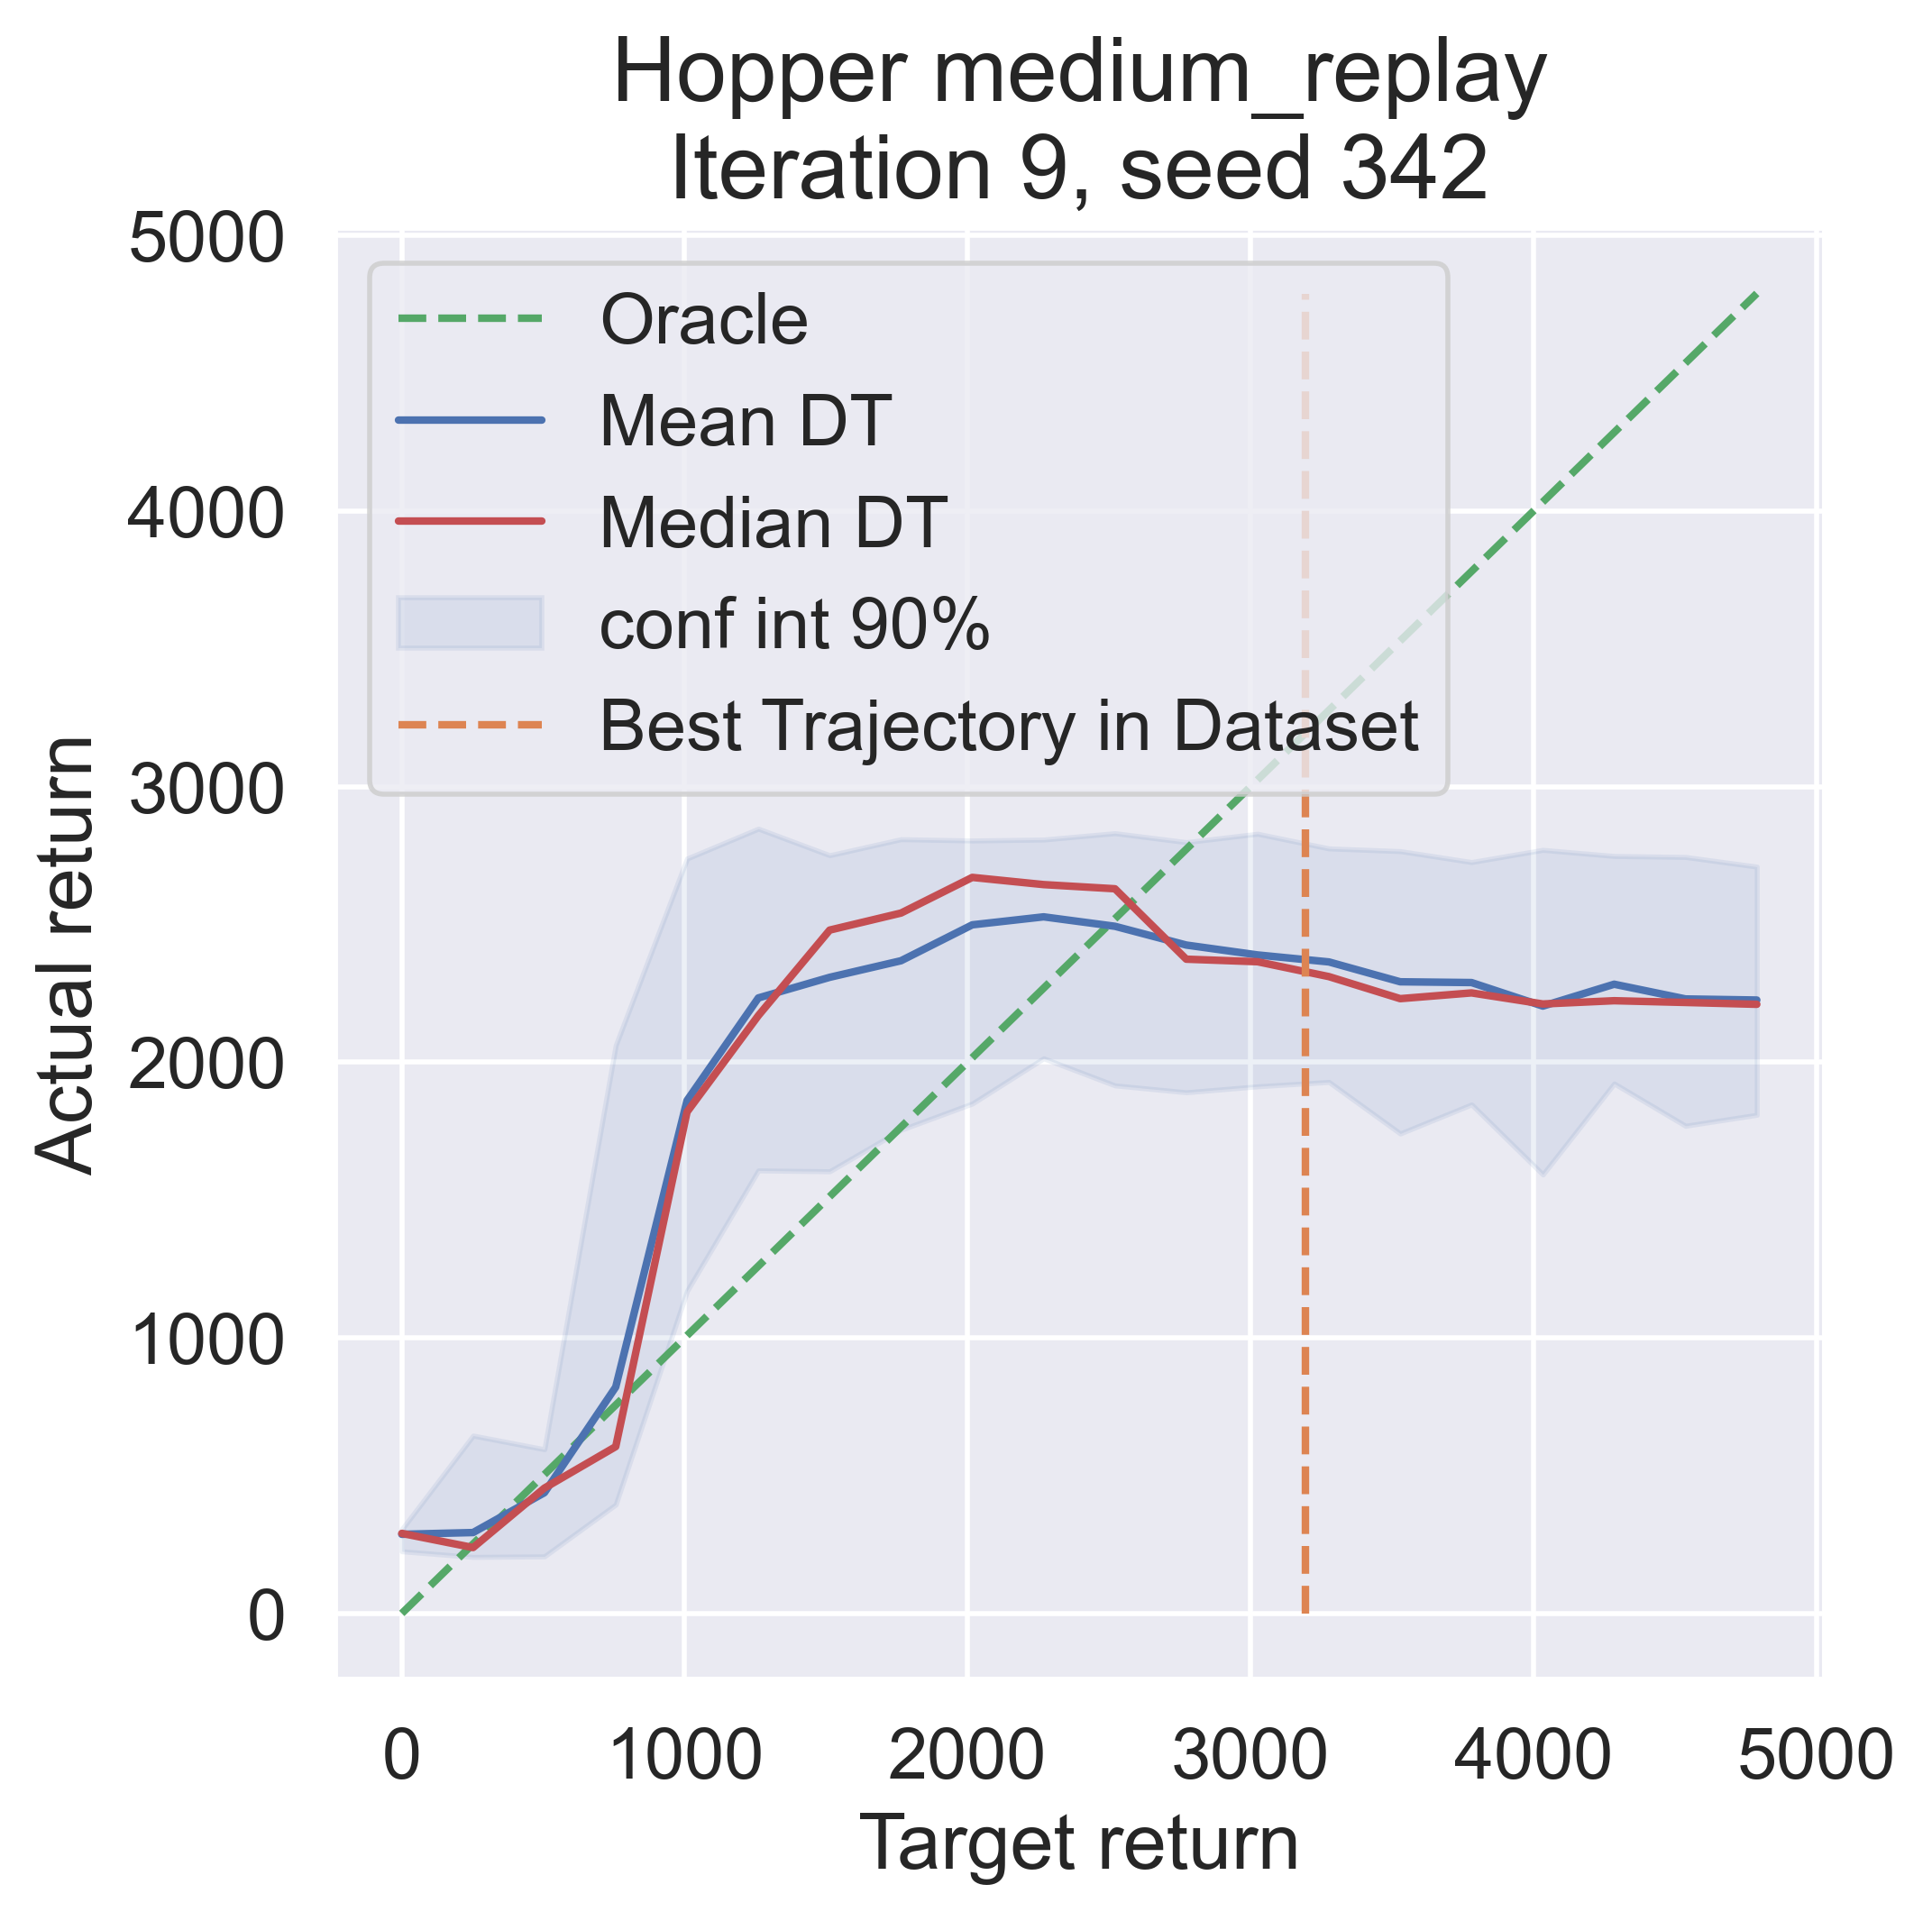 Hopper medium_replay
Iteration 9, seed 342
5000
4000
3000
2000
1000
0
Actual return
Oracle
Mean DT
Median DT
conf int 90%
Best Trajectory in Dataset
0
1000
2000
3000
4000
5000
Target return